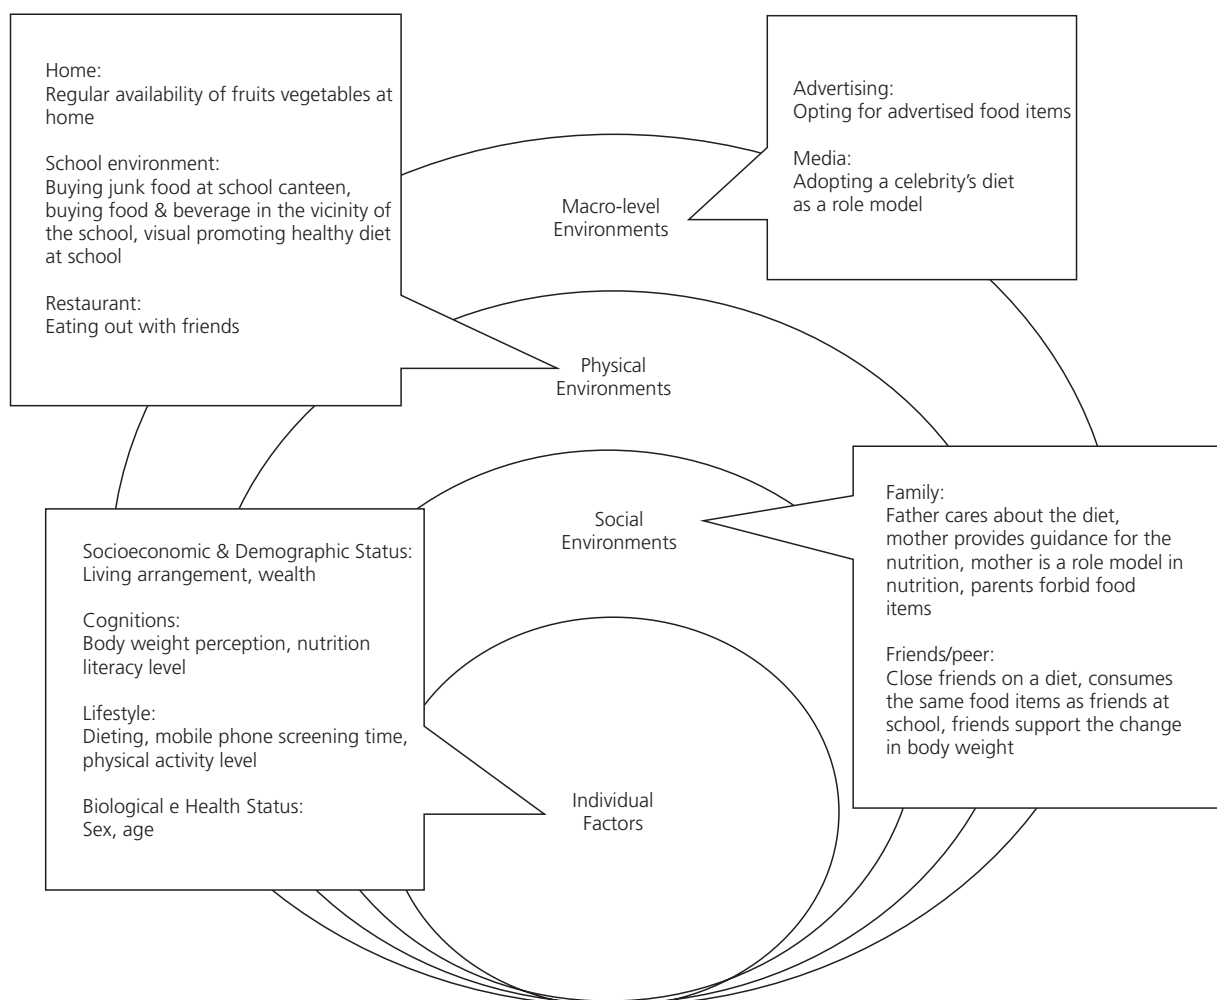 Home:
Regular availability of fruits vegetables at
home
School environment:
Buying junk food at school canteen,
buying food & beverage in the vicinity of
the school, visual promoting healthy diet
at school
Restaurant:
Eating out with friends
Advertising:
Opting for advertised food items
Media:
Adopting a celebrity's diet
as a role model
Macro-level
Environments
Physical
Environments
Social
Environments
Family:
Father cares about the diet,
mother provides guidance for the
nutrition, mother is a role model in
nutrition, parents forbid food
items
Friends/peer:
Close friends on a diet, consumes
the same food items as friends at
school, friends support the change
in body weight
Socioeconomic & Demographic Status:
Living arrangement, wealth
Cognitions:
Body weight perception, nutrition
literacy level
Lifestyle:
Dieting, mobile phone screening time,
physical activity level
Biological e Health Status:
Sex, age
Individual
Factors